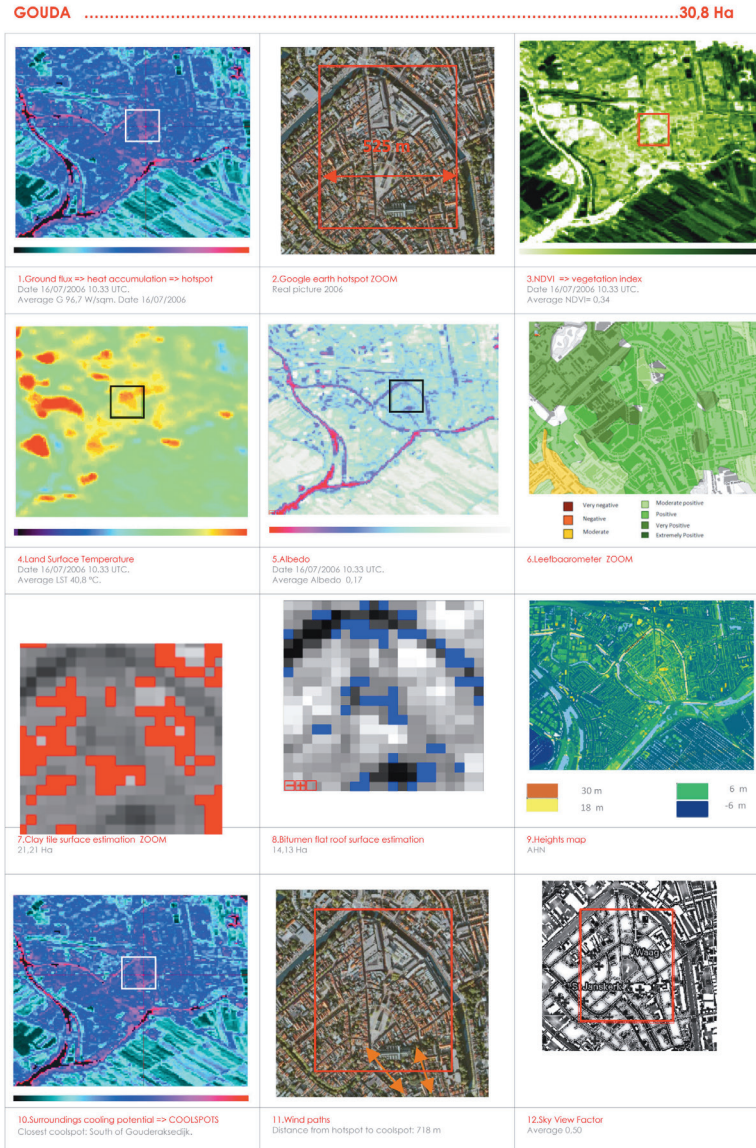 GOUDA ....................................................................................................30,8 Ha
525 m
1.Ground flux => heat accumulation => hotspot
Date 16/07/2006 10.33 UTC.
Average G 96,7 W/sqm. Date 16/07/2006
2.Google earth hotspot ZOOM
Real picture 2006
3.NDVI => vegetation index
Date 16/07/2006 10.33 UTC.
Average NDVI= 0,34
Very negative
Negative
Moderate
Moderate positive
Positive
Very Positive
Extremely Positive
4.Land Surface Temperature
Date 16/07/2006 10.33 UTC.
Average LST 40,8 ºC.
5.Albedo
Date 16/07/2006 10.33 UTC.
Average Albedo 0,17
6.Leefbaarometer ZOOM
30 m
18 m
6 m
-6 m
7.Clay tile surface estimation ZOOM
21,21 Ha
8.Bitumen flat roof surface estimation
14,13 Ha
9.Heights map
AHN
Waag
St Janskerk
10.Surroundings cooling potential => COOLSPOTS
Closest coolspot: South of Gouderaksedijk.
11.Wind paths
Distance from hotspot to coolspot: 718 m
12.Sky View Factor
Average 0.50